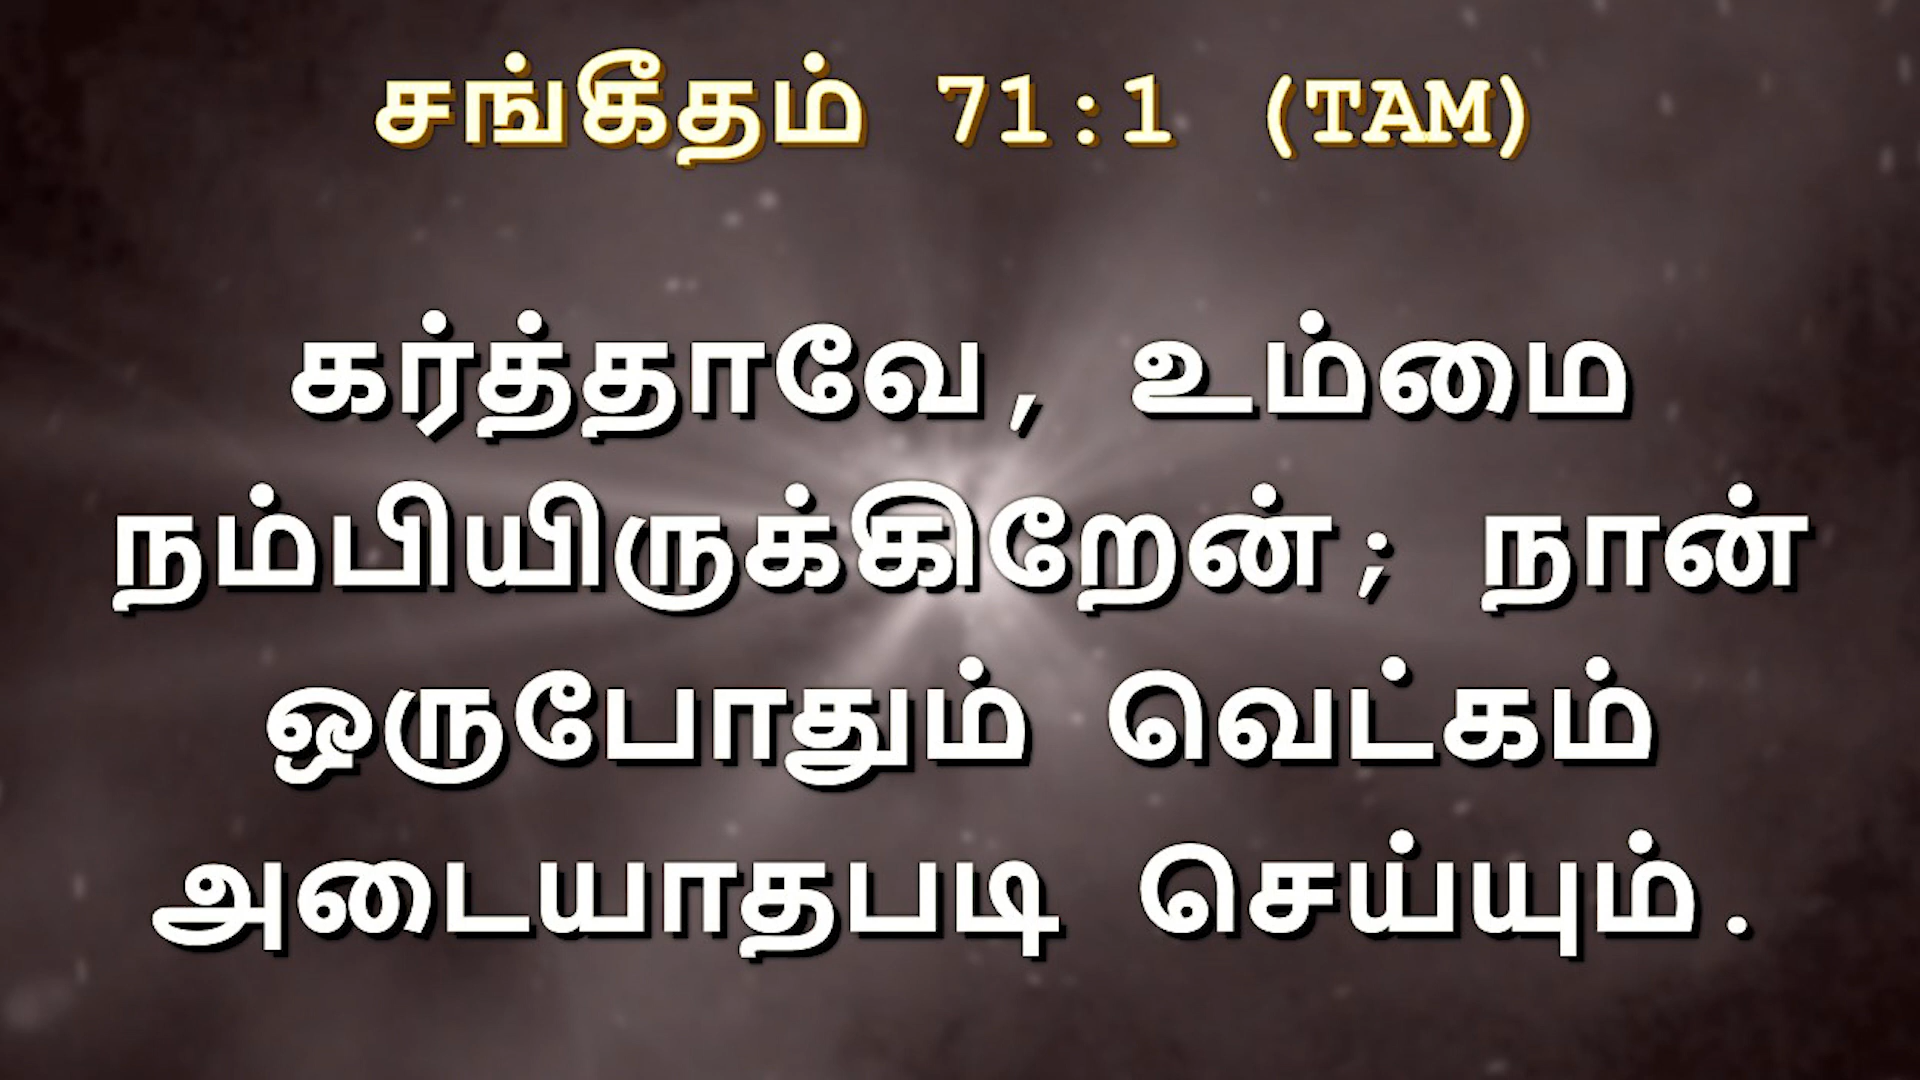 சங்கீதம் 71:1 (TAM)
கர்த்தாவே, உம்மை
நம்பியிருக்கிறேன்; நான்
ஒருபோதும் வெட்கம்
அடையாதபடி செய்யும்.